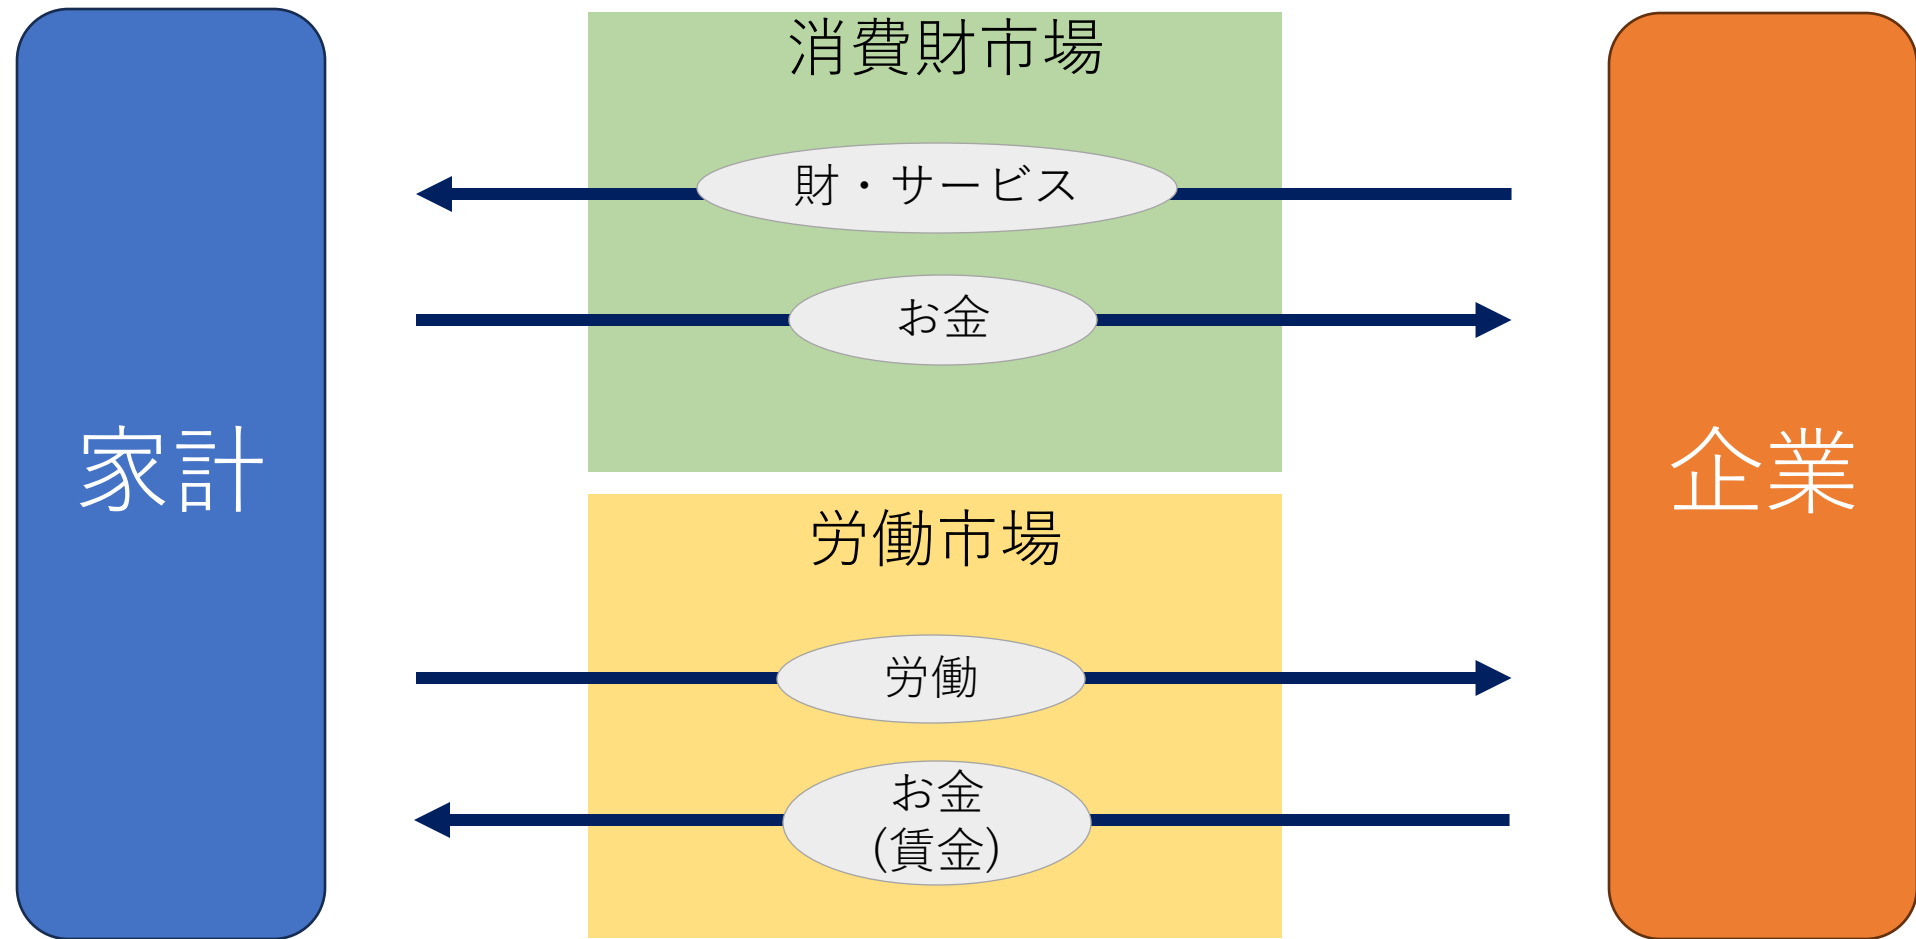 消費財市場
財・サービス
お金
家計
企業
労働市場
労働
お金
(賃金)